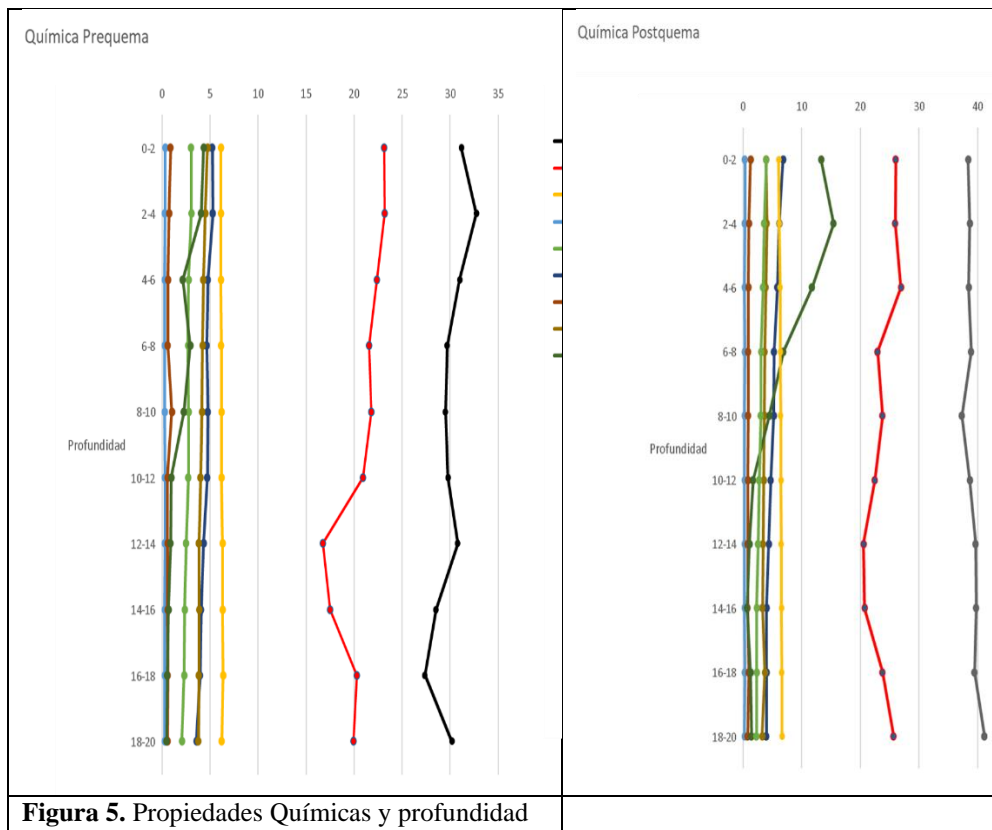 Química Prequema
0 5 10 15 20 25 30 35
0-2
2-4
4-6
6-8
8-10
Profundidad
10-12
12-14
14-16
16-18
18-20
Química Postquema
0 10 20 30 40
0-2
2-4
4-6
6-8
8-10
Profundidad
10-12
12-14
14-16
16-18
18-20
Figura 5. Propiedades Químicas y profundidad